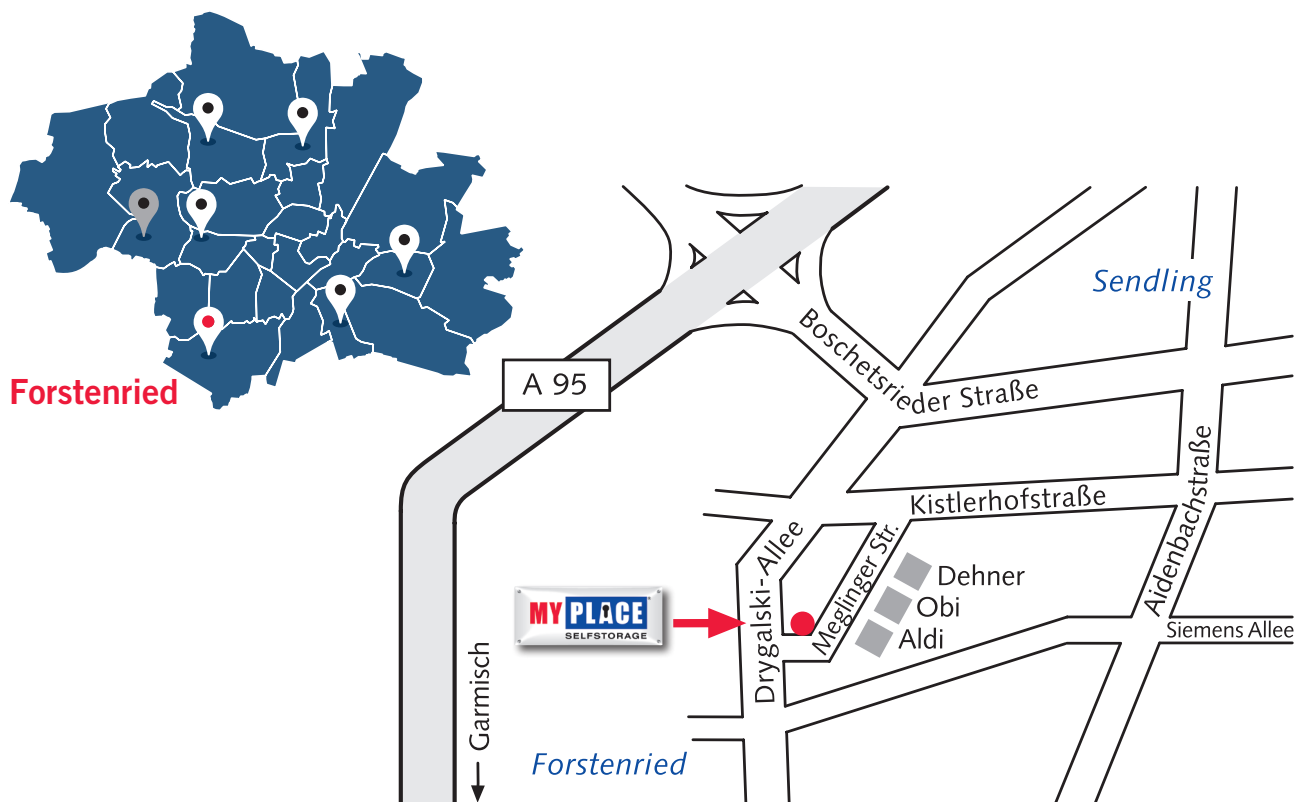 Forstenried
Sendling
Boschetsrieder Straße
A 95
Kistlerhofstraße
Aidenbachstraße
Drygalski-Allee
Meglinger Str.
Dehner
Obi
Aldi
MY PLACE
SELFSTORAGE
Siemens Allee
Garmisch
Forstenried